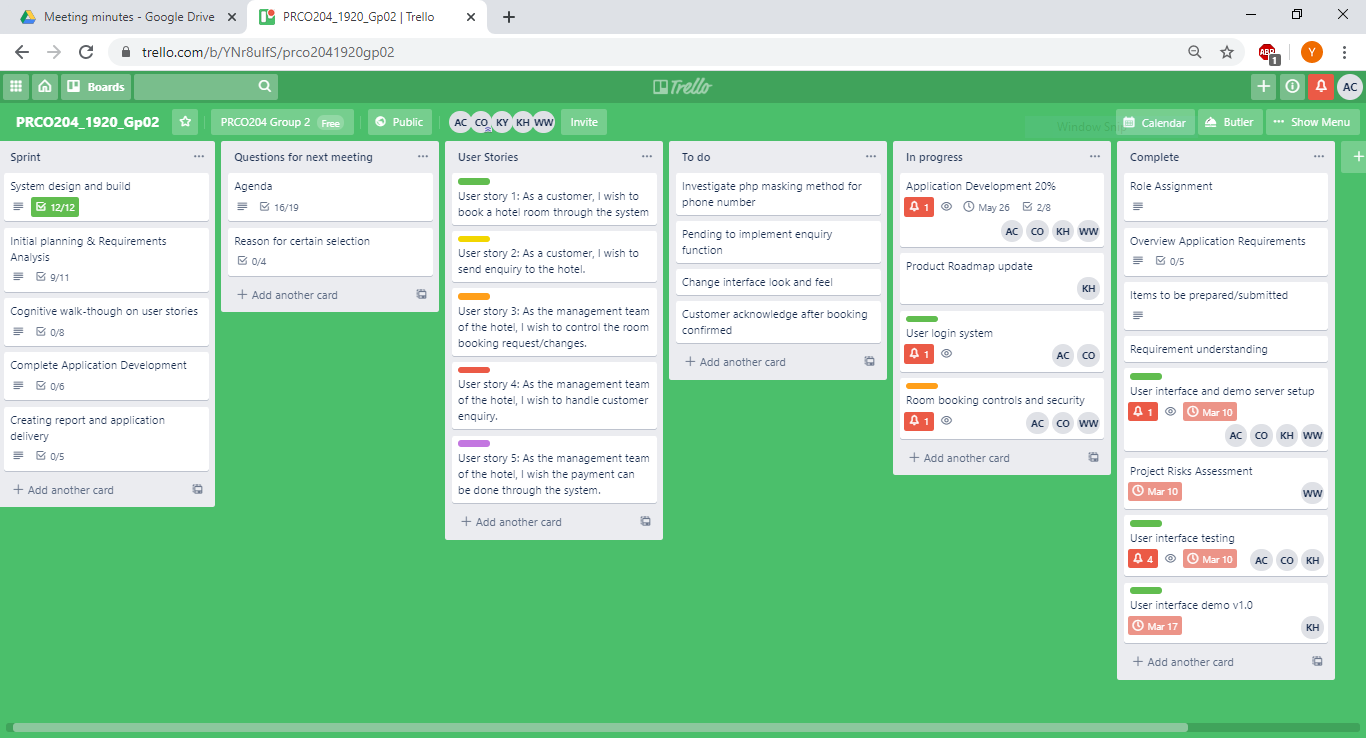 Meeting minutes - Google Drive
PRCO204_1920_Gp02 | Trello
trello.com/b/YNr8ulfS/prco2041920gp02
ABP
1
Y
Boards
Trello
AC
PRCO204_1920_Gp02
PRCO204 Group 2 Free
Public
AC CO KY KH WW
Invite
Calendar
Butler
Show Menu
Sprint
System design and build
12/12
Initial planning & Requirements
Analysis
9/11
Cognitive walk-though on user stories
0/8
Complete Application Development
0/6
Creating report and application
delivery
0/5
+ Add another card
Questions for next meeting
Agenda
16/19
Reason for certain selection
0/4
+ Add another card
User Stories
User story 1: As a customer, I wish to
book a hotel room through the system
User story 2: As a customer, I wish to
send enquiry to the hotel.
User story 3: As the management team
of the hotel, I wish to control the room
booking request/changes.
User story 4: As the management team
of the hotel, I wish to handle customer
enquiry.
User story 5: As the management team
of the hotel, I wish the payment can
be done through the system.
+ Add another card
To do
Investigate php masking method for
phone number
Pending to implement enquiry
function
Change interface look and feel
Customer acknowledge after booking
confirmed
+ Add another card
In progress
Application Development 20%
1 May 26 2/8
AC CO KH WW
Product Roadmap update
KH
User login system
1 AC CO
Room booking controls and security
1 AC CO WW
+ Add another card
Complete
Role Assignment
Overview Application Requirements
0/5
Items to be prepared/submitted
Requirement understanding
User interface and demo server setup
1 Mar 10
AC CO KH WW
Project Risks Assessment
Mar 10 WW
User interface testing
4 Mar 10 AC CO KH
User interface demo v1.0
Mar 17 KH
+ Add another card